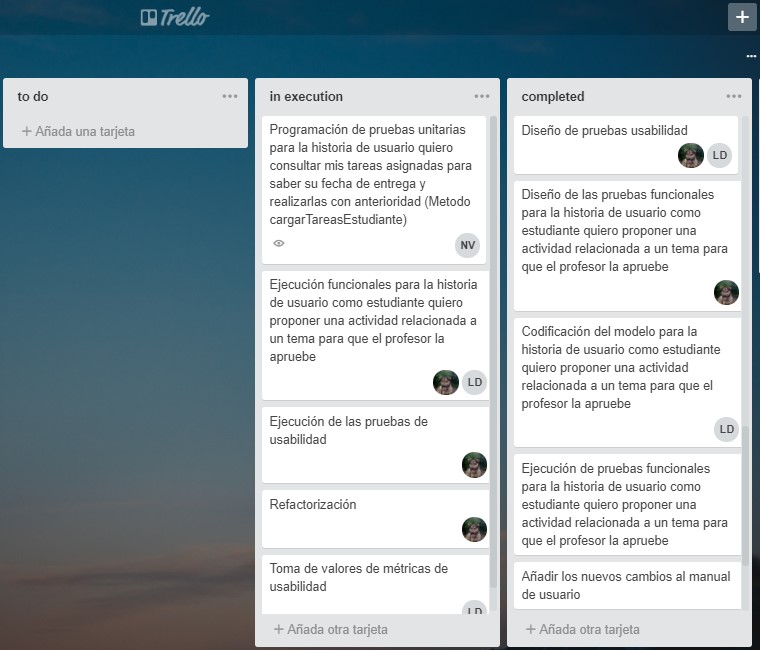 Trello
to do
+ Añada una tarjeta
in execution
Programación de pruebas unitarias
para la historia de usuario quiero
consultar mis tareas asignadas para
saber su fecha de entrega y
realizarlas con anterioridad (Metodo
cargarTareasEstudiante)
NV
Ejecución funcionales para la historia
de usuario como estudiante quiero
proponer una actividad relacionada a
un tema para que el profesor la
apruebe
LD
Ejecución de las pruebas de
usabilidad
Refactorización
Toma de valores de métricas de
usabilidad
LD
+ Añada otra tarjeta
completed
Diseño de pruebas usabilidad
LD
Diseño de las pruebas funcionales
para la historia de usuario como
estudiante quiero proponer una
actividad relacionada a un tema para
que el profesor la apruebe
Codificación del modelo para la
historia de usuario como estudiante
quiero proponer una actividad
relacionada a un tema para que el
profesor la apruebe
LD
Ejecución de pruebas funcionales
para la historia de usuario como
estudiante quiero proponer una
actividad relacionada a un tema para
que el profesor la apruebe
Añadir los nuevos cambios al manual
de usuario
+ Añada otra tarjeta